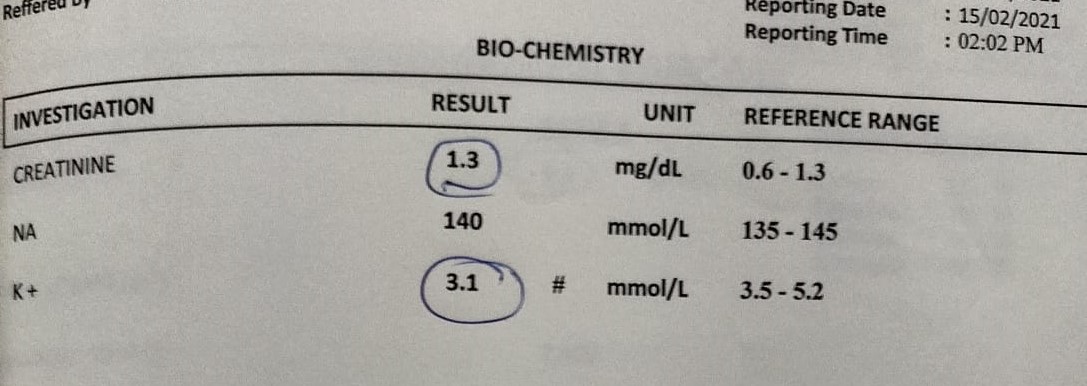 Reffered By
Reporting Date : 15/02/2021
Reporting Time : 02:02 PM
BIO-CHEMISTRY
INVESTIGATION RESULT UNIT REFERENCE RANGE
CREATININE 1.3 mg/dL 0.6 - 1.3
NA 140 mmol/L 135 - 145
K+ 3.1 # mmol/L 3.5 - 5.2